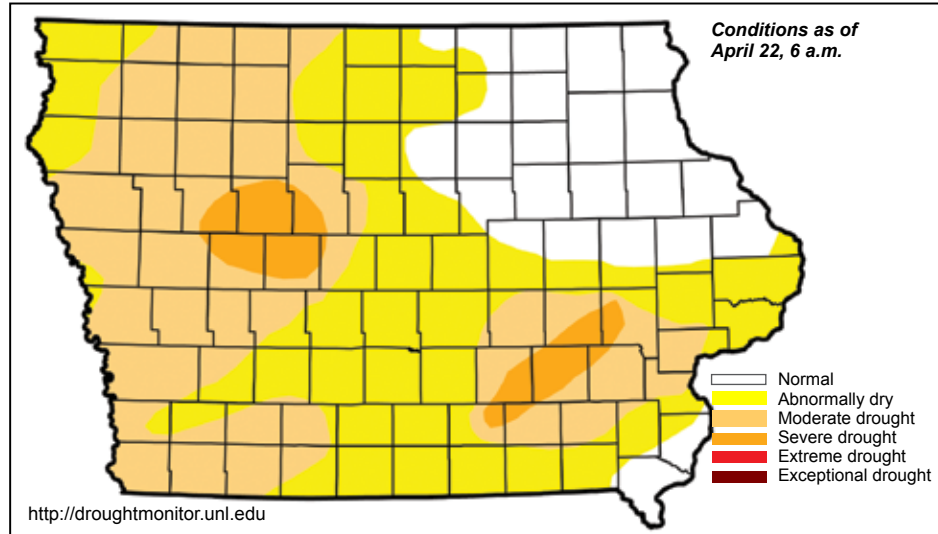 Conditions as of
April 22, 6 a.m.
Normal
Abnormally dry
Moderate drought
Severe drought
Extreme drought
Exceptional drought
http://droughtmonitor.unl.edu